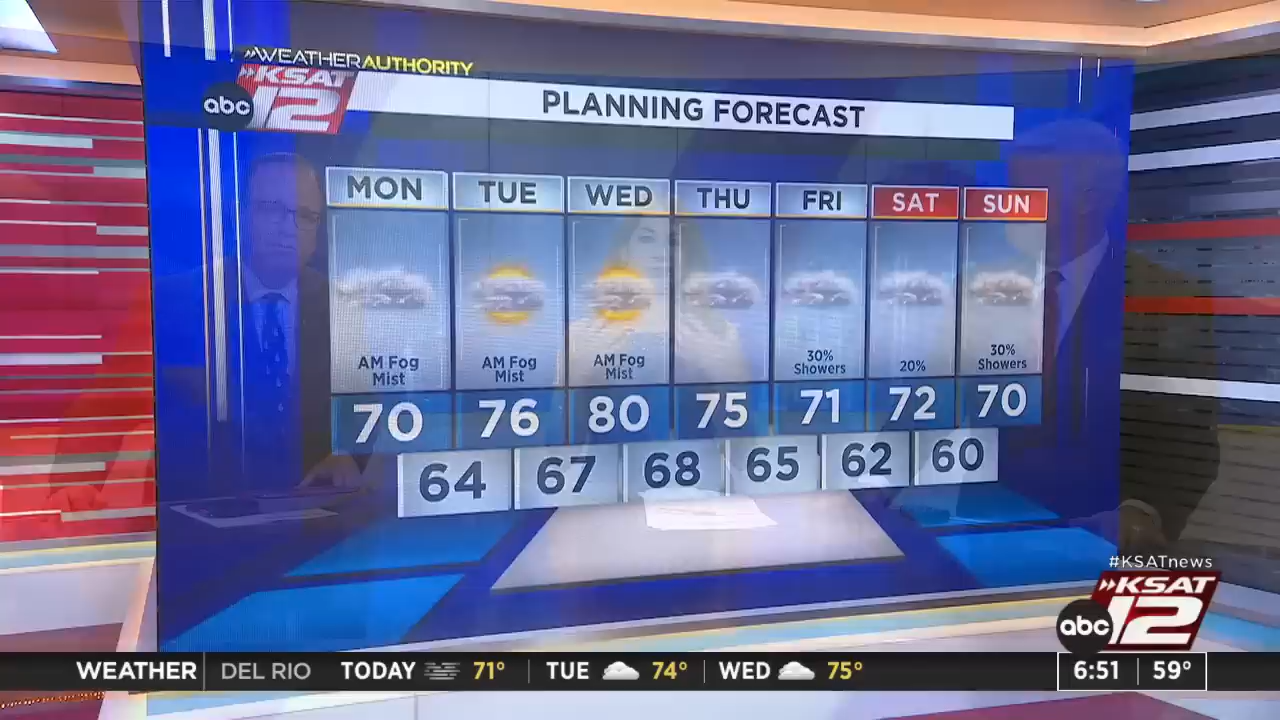 »WEATHERAUTHORITY
»KSAT
abc 12
PLANNING FORECAST
MON TUE WED THU FRI SAT SUN
AM Fog
Mist
AM Fog
Mist
AM Fog
Mist
30%
Showers
20%
30%
Showers
70 76 80 75 71 72 70
64 67 68 65 62 60
#KSATnews
»KSAT
abc 12
WEATHER DEL RIO TODAY 71° TUE 74° WED 75° 6:51 59°